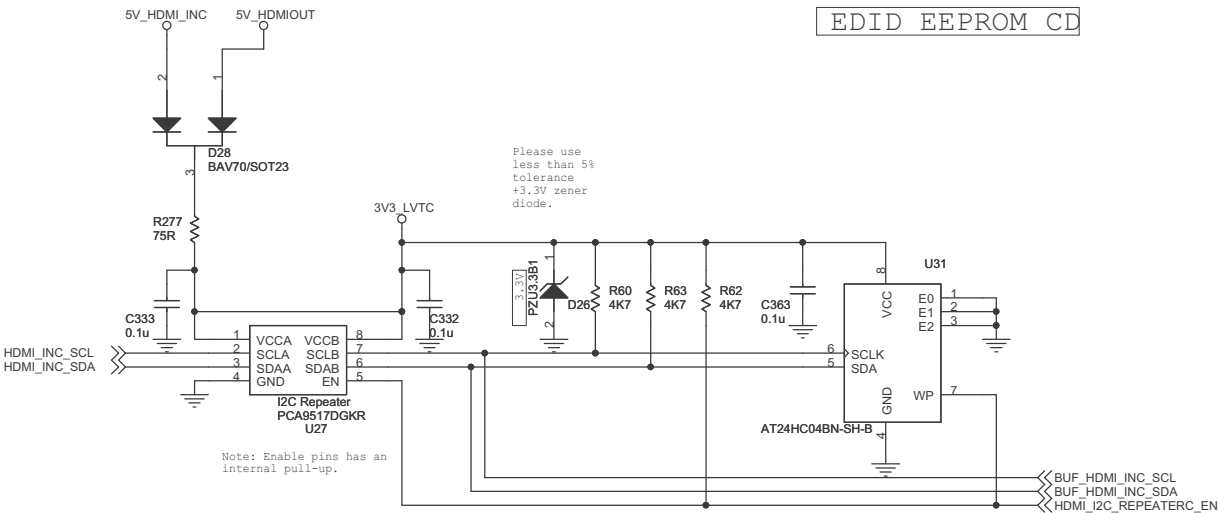 5V_HDMI_INC
5V_HDMIOUT
EDID EEPROM CD
2
1
D28
BAV70/SOT23
3
Please use
less than 5%
tolerance
+3.3V zener
diode.
R277
75R
3V3_LVTC
U31
1
3.3V
PZU3.3B1
D26
2
R60
4K7
R63
4K7
R62
4K7
C363
0.1u
8
VCC
E0
1
E1
2
E2
3
C333
0.1u
C332
0.1u
1
VCCA
VCCB
8
HDMI_INC_SCL
2
SCLA
SCLB
7
6
SCLK
HDMI_INC_SDA
3
SDAA
SDAB
6
5
SDA
4
GND
EN
5
GND
WP
7
I2C Repeater
PCA9517DGKR
U27
AT24HC04BN-SH-B
4
Note: Enable pins has an
internal pull-up.
BUF_HDMI_INC_SCL
BUF_HDMI_INC_SDA
HDMI_I2C_REPEATERC_EN